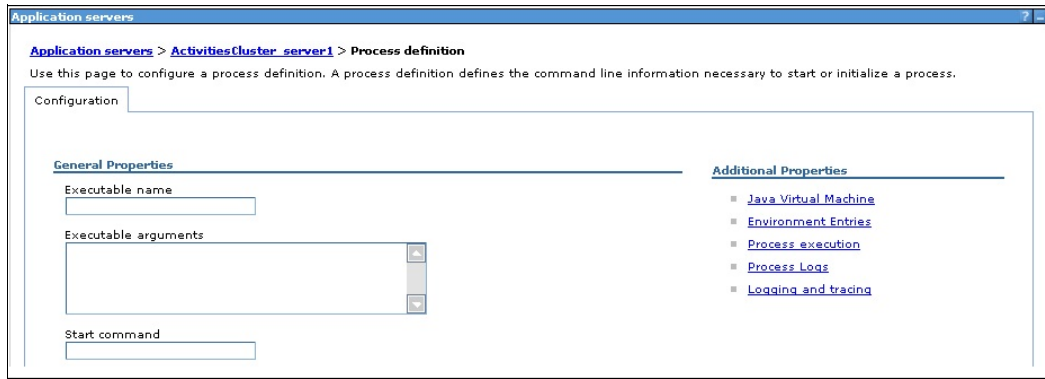 Application servers ? _
Application servers > ActivitiesCluster_server1 > Process definition
Use this page to configure a process definition. A process definition defines the command line information necessary to start or initialize a process.
Configuration
General Properties
Executable name
Executable arguments
Start command
Additional Properties
Java Virtual Machine
Environment Entries
Process execution
Process Logs
Logging and tracing